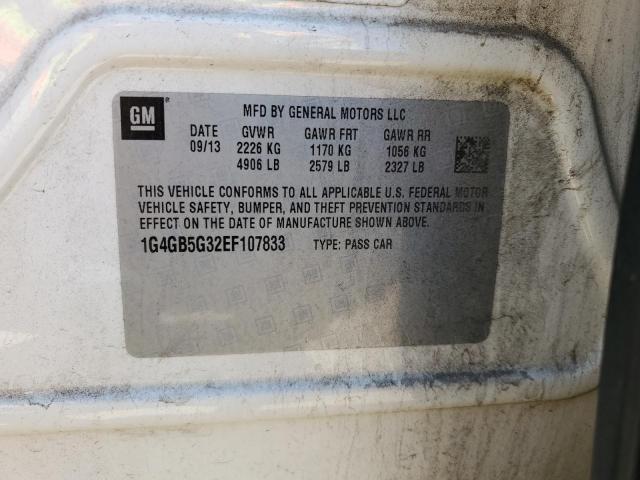 GM® MFD BY GENERAL MOTORS LLC
DATE GVWR GAWR FRT GAWR RR
09/13 2226 KG 1170 KG 1056 KG
4906 LB 2579 LB 2327 LB
THIS VEHICLE CONFORMS TO ALL APPLICABLE U.S. FEDERAL MOTOR
VEHICLE SAFETY, BUMPER, AND THEFT PREVENTION STANDARDS IN
EFFECT ON THE DATE OF MANUFACTURE SHOWN ABOVE.
1G4GB5G32EF107833 TYPE: PASS CAR